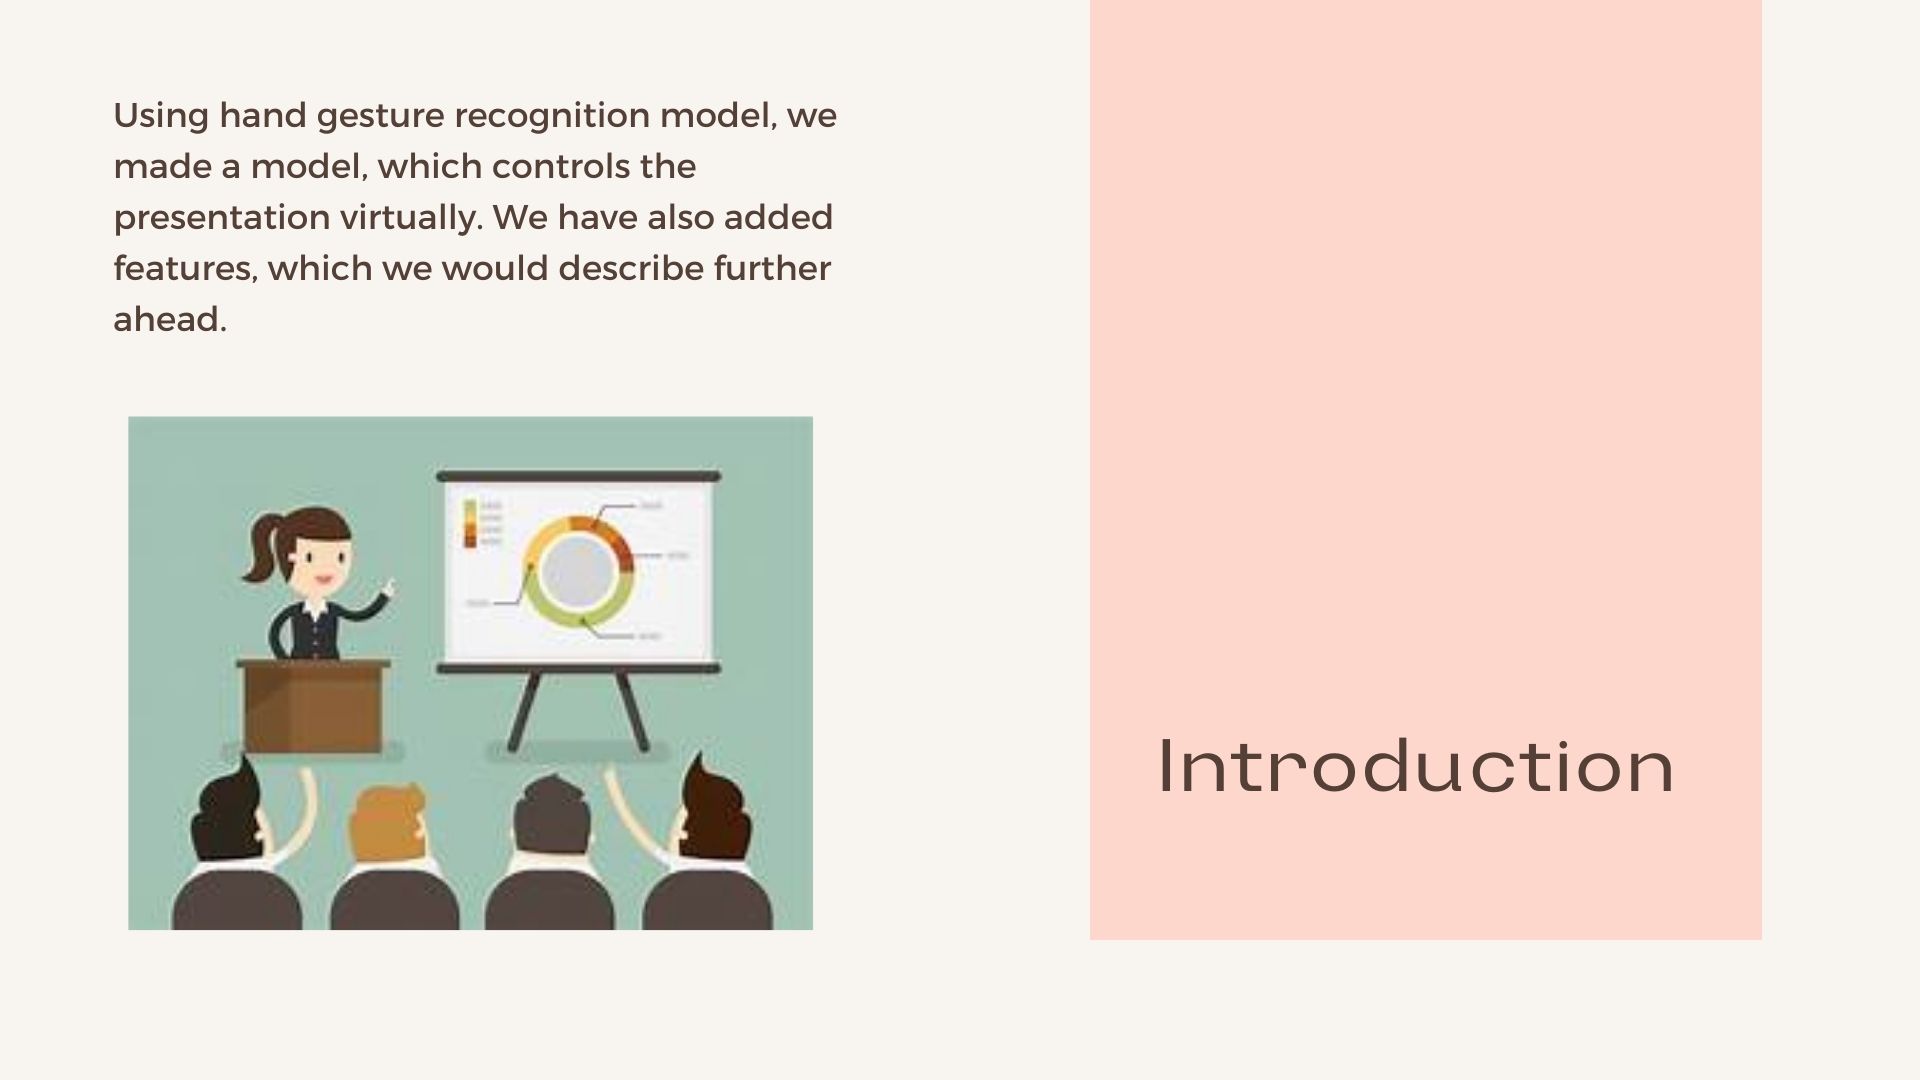 Using hand gesture recognition model, we
made a model, which controls the
presentation virtually. We have also added
features, which we would describe further
ahead.
Introduction